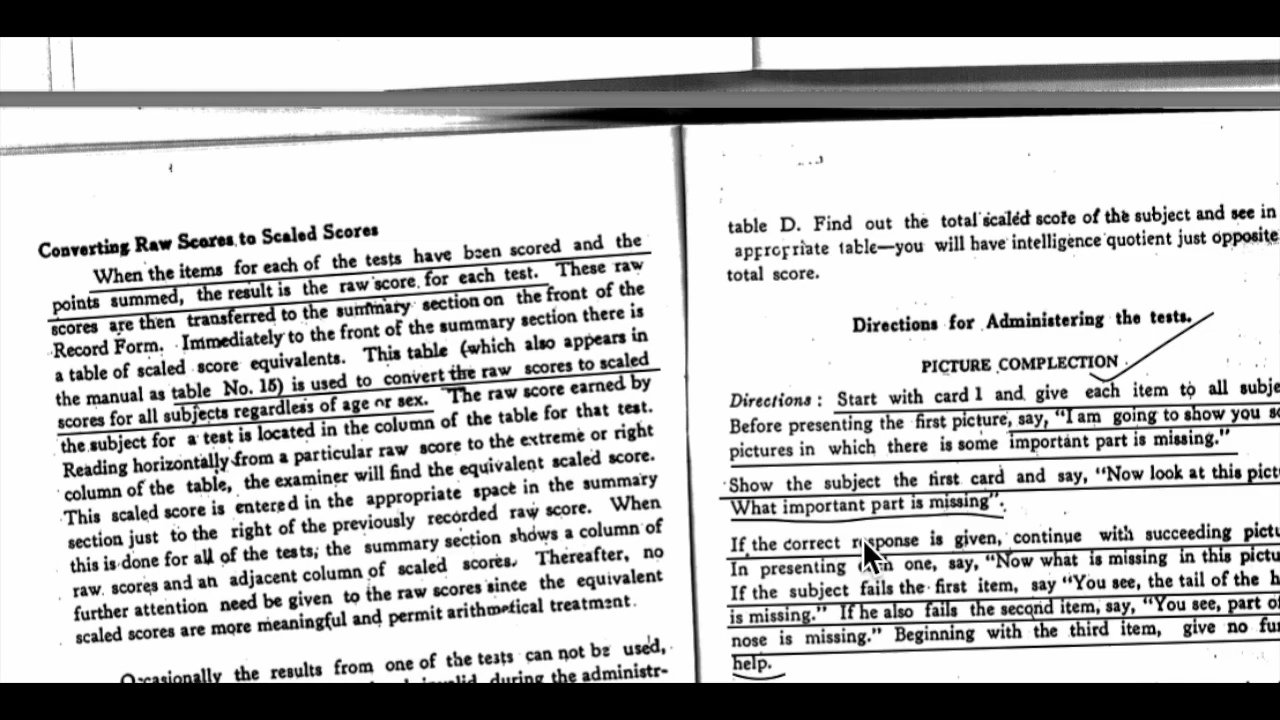 Converting Raw Scores to Scaled Scores
When the items for each of the tests have been scored and the
points summed, the result is the raw score for each test. These raw
scores are then transferred to the summary section on the front of the
Record Form. Immediately to the front of the summary section there is
a table of scaled score equivalents. This table (which also appears in
the manual as table No. 15) is used to convert the raw scores to scaled
scores for all subjects regardless of age or sex. The raw score earned by
the subject for a test is located in the column of the table for that test.
Reading horizontally from a particular raw score to the extreme or right
column of the table, the examiner will find the equivalent scaled score.
This scaled score is entered in the appropriate space in the summary
section just to the right of the previously recorded raw score. When
this is done for all of the tests, the summary section shows a column of
raw scores and an adjacent column of scaled scores. Thereafter, no
further attention need be given to the raw scores since the equivalent
scaled scores are more meaningful and permit arithmetical treatment.
Occasionally the results from one of the tests can not be used,
during the administr-
table D. Find out the total scaled score of the subject and see in
appropriate table—you will have intelligence quotient just opposite
total score.
Directions for Administering the tests.
PICTURE COMPLECTION
Directions : Start with card 1 and give each item to all subje
Before presenting the first picture, say, "I am going to show you so
pictures in which there is some important part is missing."
Show the subject the first card and say, "Now look at this pict
What important part is missing".
If the correct response is given, continue with succeeding pictu
In presenting one, say, "Now what is missing in this pictu
If the subject fails the first item, say "You see, the tail of the h
is missing." If he also fails the second item, say, "You see, part of
nose is missing." Beginning with the third item, give no fur
help.